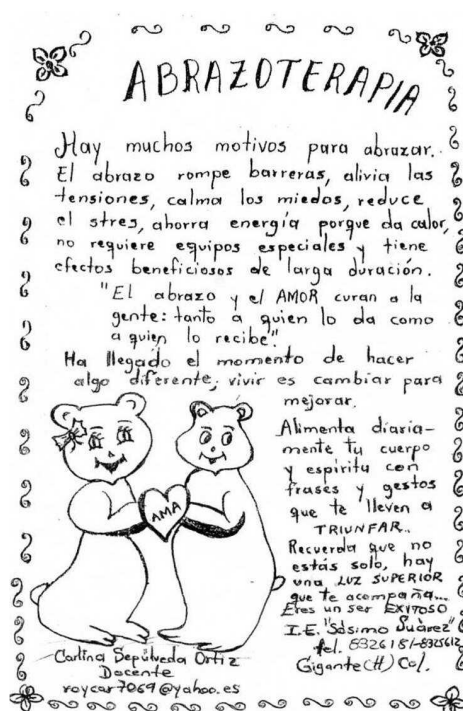 ABRAZOTERAPIA
Hay muchos motivos para abrazar.
El abrazo rompe barreras, alivia las
tensiones, calma los miedos, reduce
el stres, ahorra energía porque da calor,
no requiere equipos especiales y tiene
efectos beneficiosos de larga duración.
"El abrazo y el AMOR curan a la
gente: tanto a quien lo da como
a quien lo recibe".
Ha llegado el momento de hacer
algo diferente; vivir es cambiar para
mejorar.
Alimenta diaria-
mente tu cuerpo
y espíritu con
frases y gestos
que te lleven a
TRIUNFAR...
Recuerda que no
estás solo, hay
una LUZ SUPERIOR
que te acompaña...
Eres un ser EXITOSO
I.E. "Sósimo Suárez"
tel.
Gigante (H) Col.
AMA
Carlina Sepúlveda Ortiz
Docente
roycar7069@yahoo.es